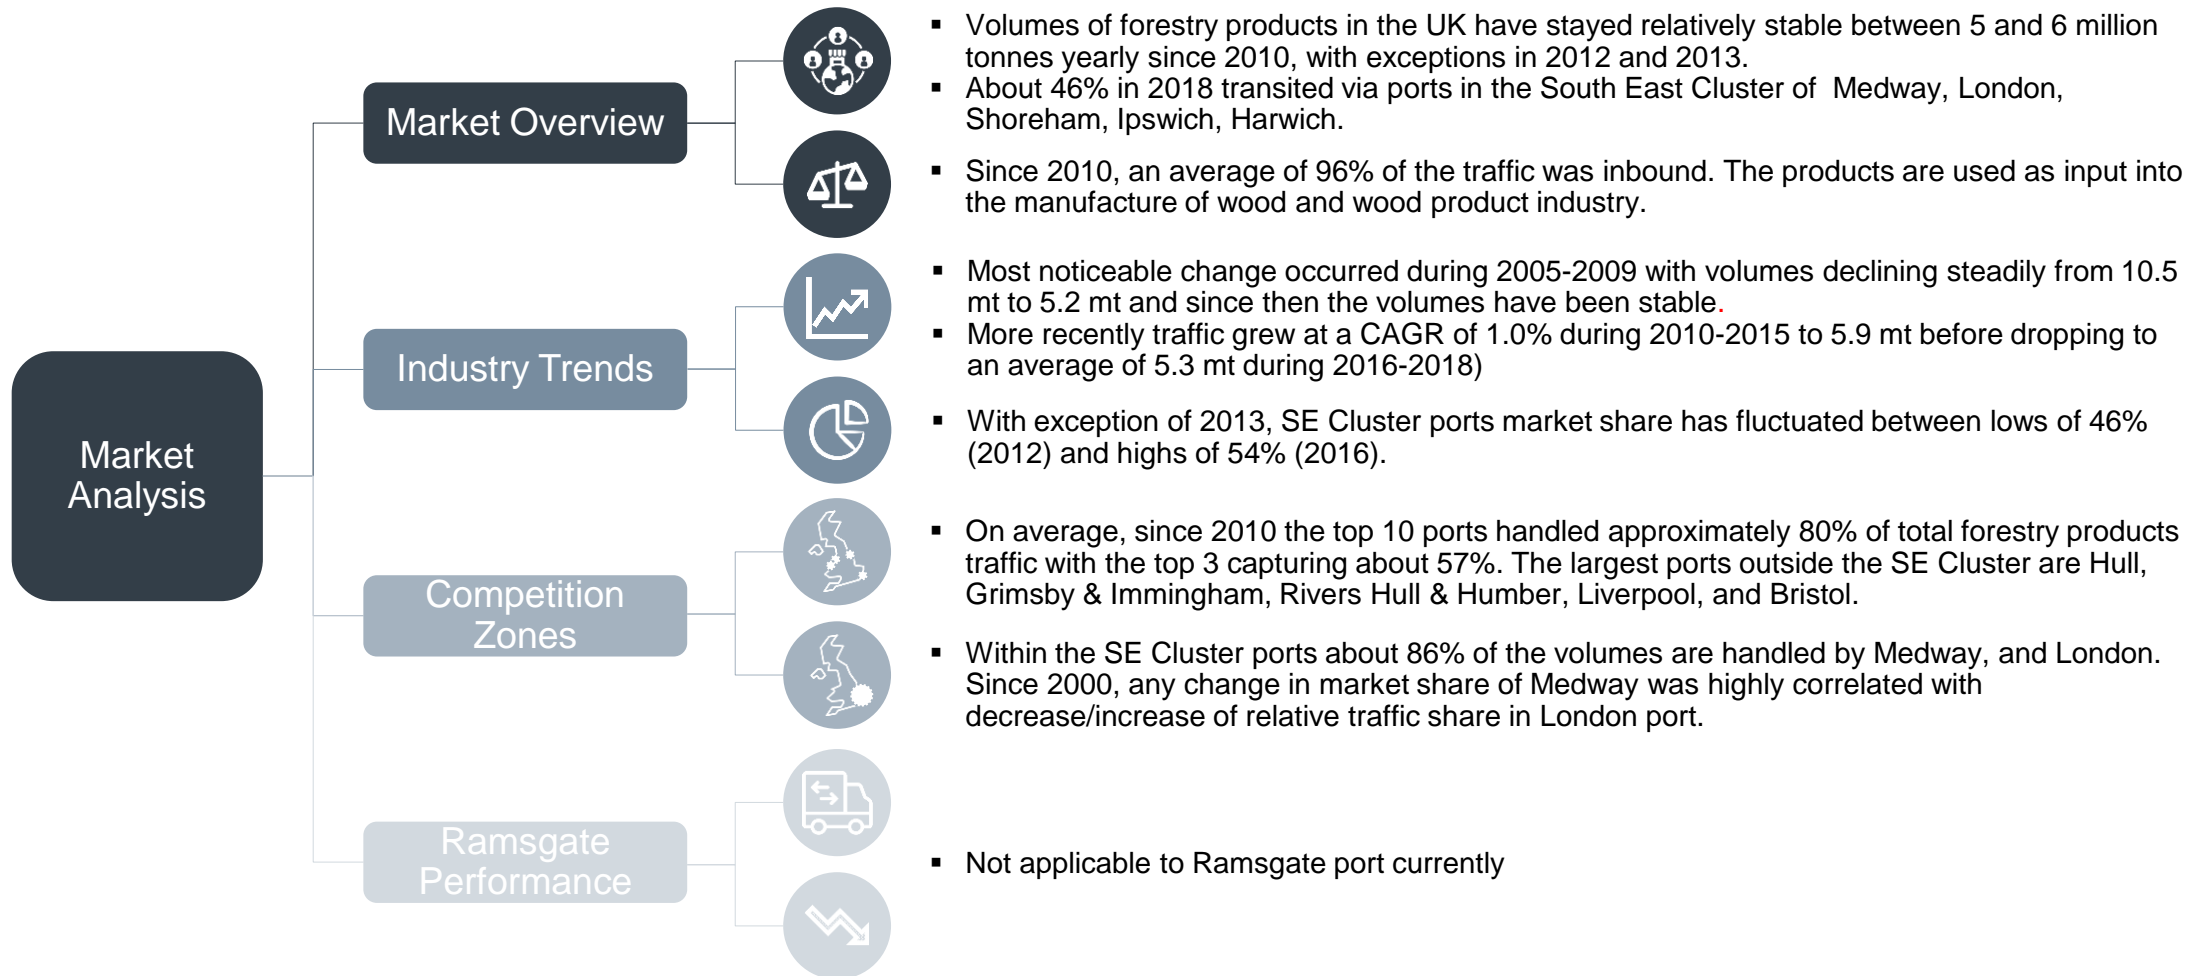 Market
Analysis
Market Overview
▪ Volumes of forestry products in the UK have stayed relatively stable between 5 and 6 million
tonnes yearly since 2010, with exceptions in 2012 and 2013.
▪ About 46% in 2018 transited via ports in the South East Cluster of  Medway, London,
Shoreham, Ipswich, Harwich.
▪ Since 2010, an average of 96% of the traffic was inbound. The products are used as input into
the manufacture of wood and wood product industry.
Industry Trends
▪ Most noticeable change occurred during 2005-2009 with volumes declining steadily from 10.5
mt to 5.2 mt and since then the volumes have been stable.
▪ More recently traffic grew at a CAGR of 1.0% during 2010-2015 to 5.9 mt before dropping to
an average of 5.3 mt during 2016-2018)
▪ With exception of 2013, SE Cluster ports market share has fluctuated between lows of 46%
(2012) and highs of 54% (2016).
Competition
Zones
▪ On average, since 2010 the top 10 ports handled approximately 80% of total forestry products
traffic with the top 3 capturing about 57%. The largest ports outside the SE Cluster are Hull,
Grimsby & Immingham, Rivers Hull & Humber, Liverpool, and Bristol.
▪ Within the SE Cluster ports about 86% of the volumes are handled by Medway, and London.
Since 2000, any change in market share of Medway was highly correlated with
decrease/increase of relative traffic share in London port.
Ramsgate
Performance
▪ Not applicable to Ramsgate port currently